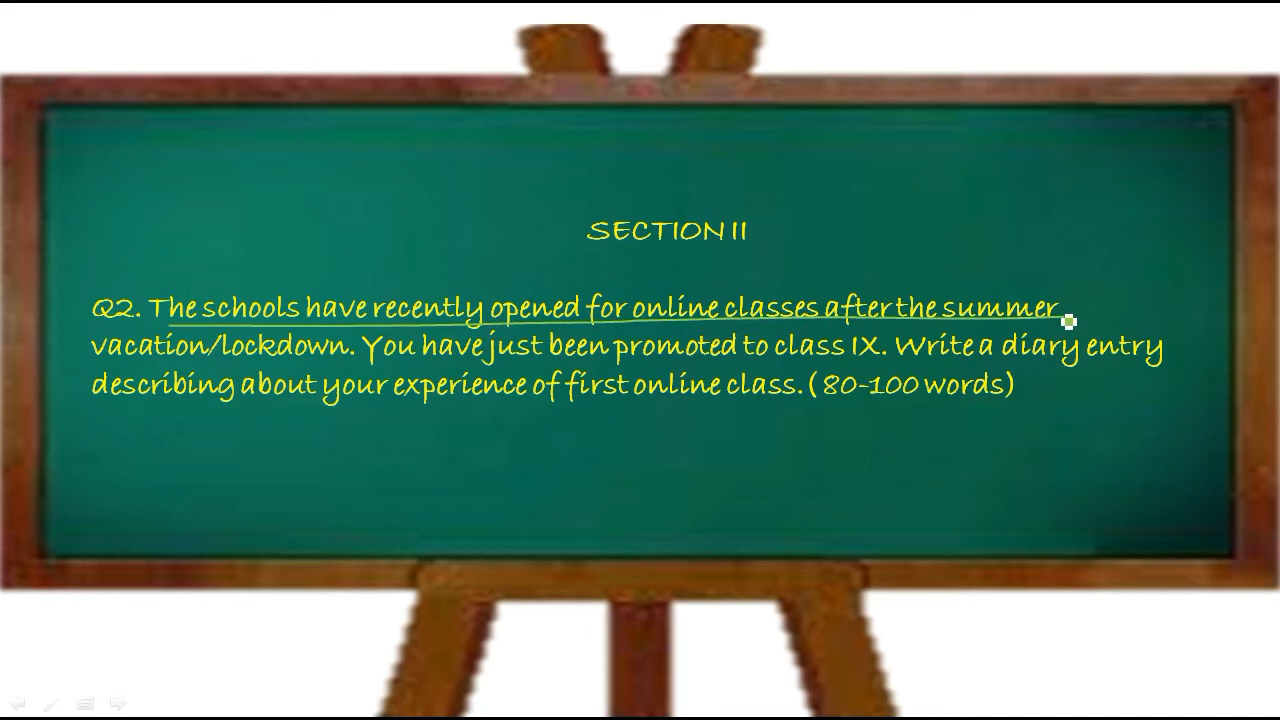 SECTION II
Q2. The schools have recently opened for online classes after the summer
vacation/lockdown. You have just been promoted to class IX. Write a diary entry
describing about your experience of first online class. ( 80-100 words)